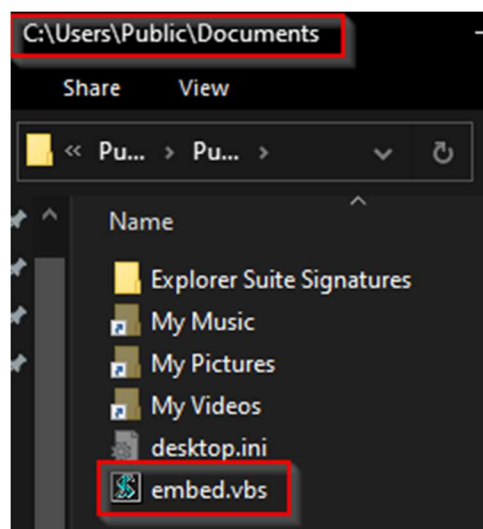 C:\Users\Public\Documents
Share View
« Pu... > Pu... >
Name
Explorer Suite Signatures
My Music
My Pictures
My Videos
desktop.ini
embed.vbs